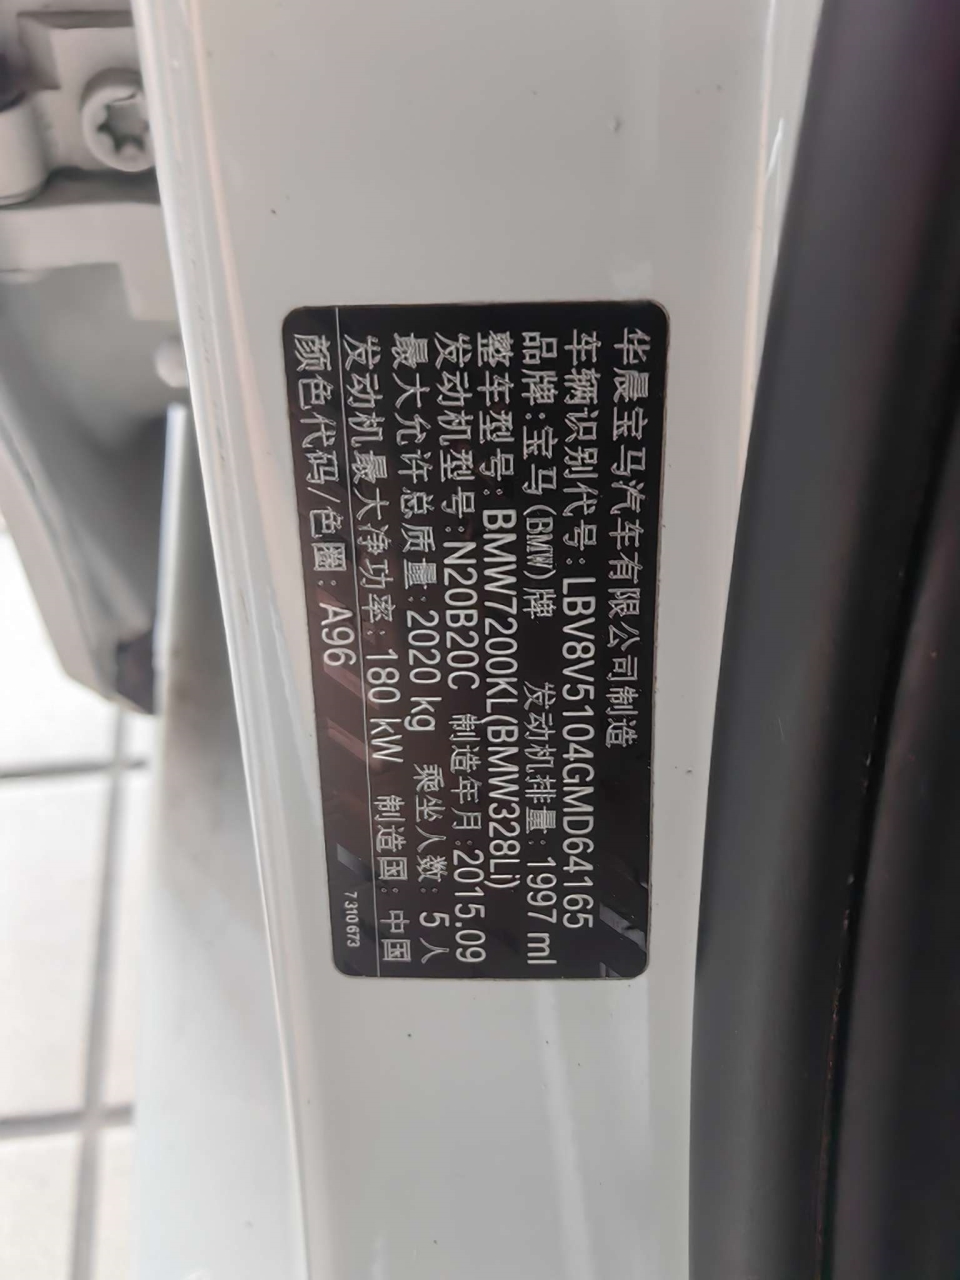 华晨宝马汽车有限公司制造
车辆识别代号:LBV8V5104GMD64165
品牌:宝马(BMW)牌 发动机排量:1997 ml
整车型号:BMW7200KL(BMW328Li)
发动机型号:N20B20C 制造年月:2015.09
最大允许总质量:2020 kg 乘坐人数:5人
发动机最大净功率:180 kW 制造国:中国
颜色代码/色圈:A96 7310673